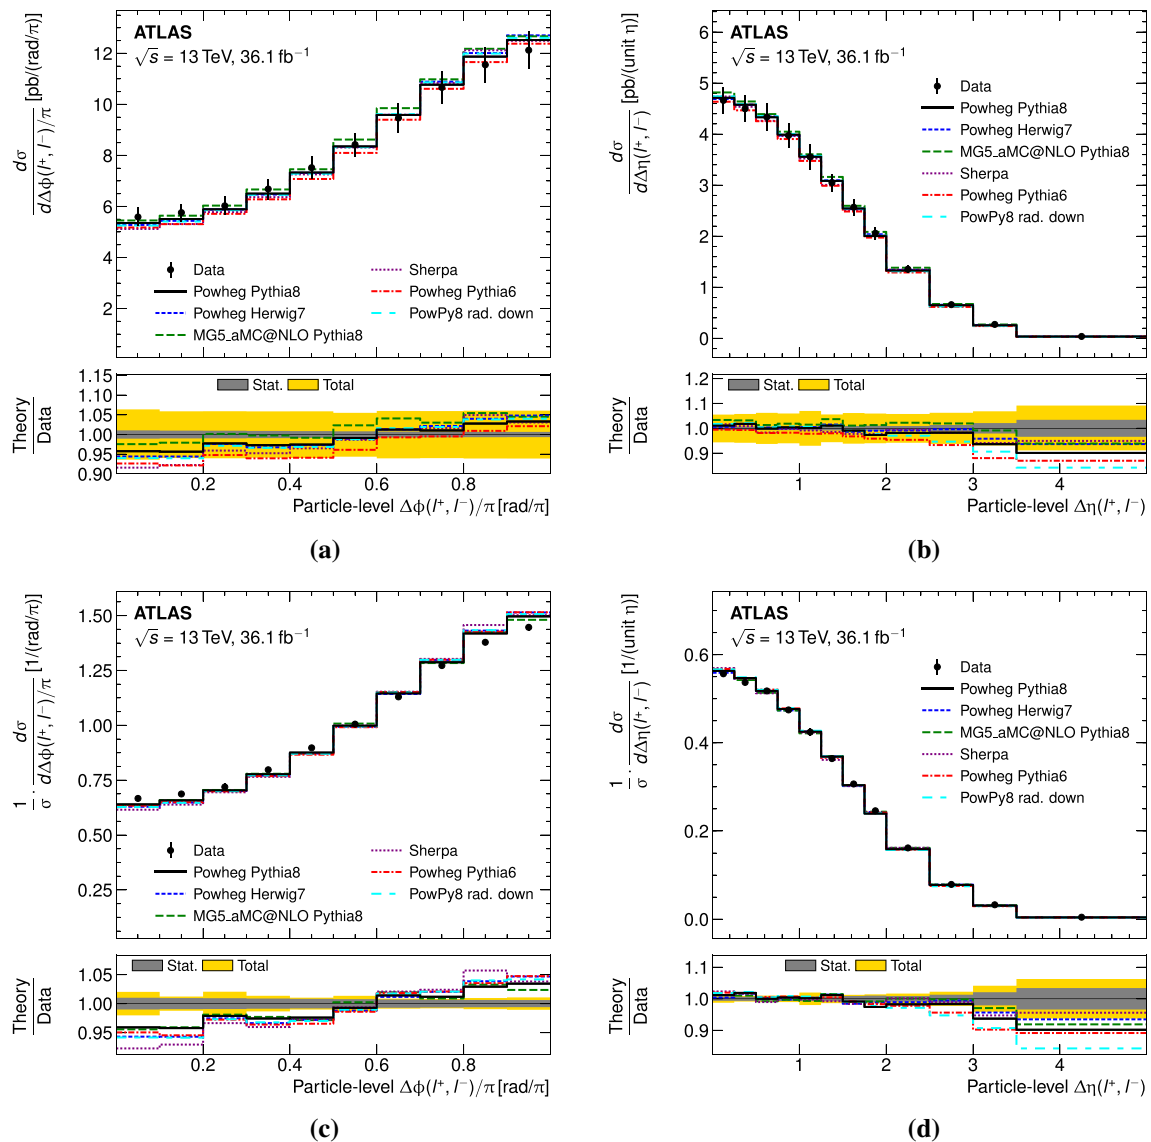 ATLAS
√s = 13 TeV, 36.1 fb⁻¹
dσ / dΔϕ(l⁺, l⁻)/π [pb/(rad/π)]
12
10
8
6
4
2
Data
Powheg Pythia8
Powheg Herwig7
MG5_aMC@NLO Pythia8
Sherpa
Powheg Pythia6
PowPy8 rad. down
Theory / Data
1.15
1.10
1.05
1.00
0.95
0.90
Stat. Total
0.2 0.4 0.6 0.8
Particle-level Δϕ(l⁺, l⁻)/π [rad/π]
(a)
ATLAS
√s = 13 TeV, 36.1 fb⁻¹
dσ / dΔη(l⁺, l⁻) [pb/(unit η)]
6
5
4
3
2
1
0
Data
Powheg Pythia8
Powheg Herwig7
MG5_aMC@NLO Pythia8
Sherpa
Powheg Pythia6
PowPy8 rad. down
Theory / Data
1.2
1.1
1.0
0.9
Stat. Total
1 2 3 4
Particle-level Δη(l⁺, l⁻)
(b)
ATLAS
√s = 13 TeV, 36.1 fb⁻¹
1/σ · dσ / dΔϕ(l⁺, l⁻)/π [1/(rad/π)]
1.50
1.25
1.00
0.75
0.50
0.25
Data
Powheg Pythia8
Powheg Herwig7
MG5_aMC@NLO Pythia8
Sherpa
Powheg Pythia6
PowPy8 rad. down
Theory / Data
1.05
1.00
0.95
Stat. Total
0.2 0.4 0.6 0.8
Particle-level Δϕ(l⁺, l⁻)/π [rad/π]
(c)
ATLAS
√s = 13 TeV, 36.1 fb⁻¹
1/σ · dσ / dΔη(l⁺, l⁻) [1/(unit η)]
0.6
0.4
0.2
0.0
Data
Powheg Pythia8
Powheg Herwig7
MG5_aMC@NLO Pythia8
Sherpa
Powheg Pythia6
PowPy8 rad. down
Theory / Data
1.1
1.0
0.9
Stat. Total
1 2 3 4
Particle-level Δη(l⁺, l⁻)
(d)